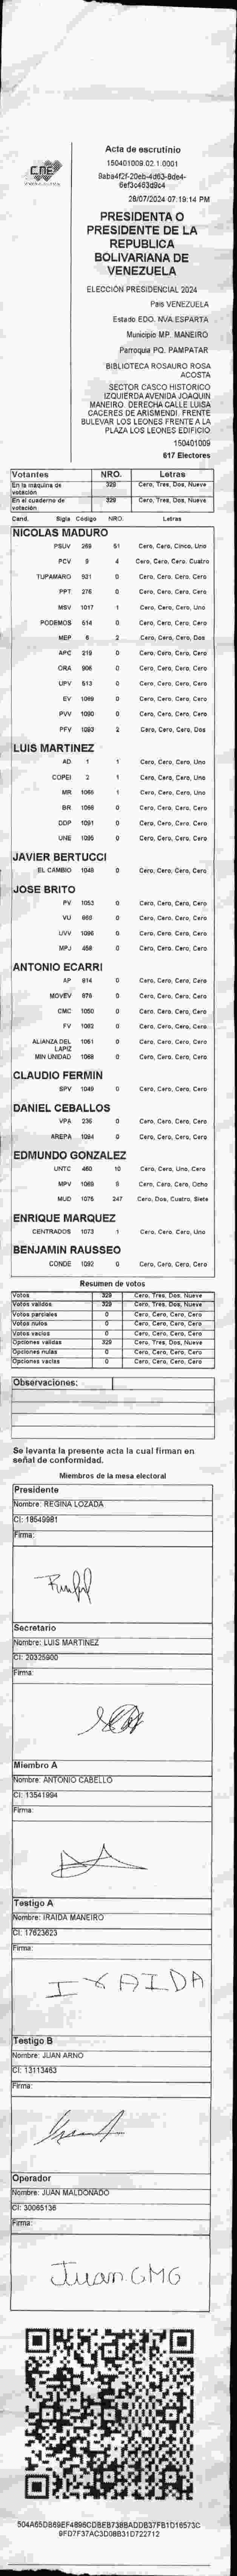 CNE
Acta de escrutinio
150401009.02.1.0001
9aba4f2f-20eb-4d63-8de4-
6ef3c463d9c4
28/07/2024 07:19:14 PM
PRESIDENTA O
PRESIDENTE DE LA
REPUBLICA
BOLIVARIANA DE
VENEZUELA
ELECCIÓN PRESIDENCIAL 2024
País VENEZUELA
Estado EDO. NVA.ESPARTA
Municipio MP. MANEIRO
Parroquia PQ. PAMPATAR
BIBLIOTECA ROSAURO ROSA
ACOSTA
SECTOR CASCO HISTORICO
IZQUIERDA AVENIDA JOAQUIN
MANEIRO. DERECHA CALLE LUISA
CACERES DE ARISMENDI. FRENTE
BULEVAR LOS LEONES FRENTE A LA
PLAZA LOS LEONES EDIFICIO
150401009
617 Electores
Votantes NRO. Letras
En la máquina de votación 329 Cero, Tres, Dos, Nueve
En el cuaderno de votación 329 Cero, Tres, Dos, Nueve
Cand. Sigla Código NRO. Letras
NICOLAS MADURO
PSUV 269 51 Cero, Cero, Cinco, Uno
PCV 9 4 Cero, Cero, Cero, Cuatro
TUPAMARO 921 0 Cero, Cero, Cero, Cero
PPT 276 0 Cero, Cero, Cero, Cero
MSV 1017 1 Cero, Cero, Cero, Uno
PODEMOS 514 0 Cero, Cero, Cero, Cero
MEP 6 2 Cero, Cero, Cero, Dos
APC 219 0 Cero, Cero, Cero, Cero
ORA 906 0 Cero, Cero, Cero, Cero
UPV 513 0 Cero, Cero, Cero, Cero
EV 1089 0 Cero, Cero, Cero, Cero
PVV 1090 0 Cero, Cero, Cero, Cero
PFV 1093 2 Cero, Cero, Cero, Dos
LUIS MARTINEZ
AD 1 1 Cero, Cero, Cero, Uno
COPEI 2 1 Cero, Cero, Cero, Uno
MR 1066 1 Cero, Cero, Cero, Uno
BR 1068 0 Cero, Cero, Cero, Cero
DDP 1091 0 Cero, Cero, Cero, Cero
UNE 1095 0 Cero, Cero, Cero, Cero
JAVIER BERTUCCI
EL CAMBIO 1048 0 Cero, Cero, Cero, Cero
JOSE BRITO
PV 1053 0 Cero, Cero, Cero, Cero
VU 0 Cero, Cero, Cero, Cero
UVV 1096 0 Cero, Cero, Cero, Cero
MPJ 458 0 Cero, Cero, Cero, Cero
ANTONIO ECARRI
AP 814 0 Cero, Cero, Cero, Cero
MOVEV 876 0 Cero, Cero, Cero, Cero
CMC 1050 0 Cero, Cero, Cero, Cero
FV 1082 0 Cero, Cero, Cero, Cero
ALIANZA DEL 1061 0 Cero, Cero, Cero, Cero
LAPIZ
MIN UNIDAD 1068 0 Cero, Cero, Cero, Cero
CLAUDIO FERMIN
SPV 1049 0 Cero, Cero, Cero, Cero
DANIEL CEBALLOS
VPA 236 0 Cero, Cero, Cero, Cero
AREPA 1094 0 Cero, Cero, Cero, Cero
EDMUNDO GONZALEZ
UNTC 460 10 Cero, Cero, Uno, Cero
MPV 1069 8 Cero, Cero, Cero, Ocho
MUD 1075 247 Cero, Dos, Cuatro, Siete
ENRIQUE MARQUEZ
CENTRADOS 1073 1 Cero, Cero, Cero, Uno
BENJAMIN RAUSSEO
CONDE 1092 0 Cero, Cero, Cero, Cero
Resumen de votos
Votos 329 Cero, Tres, Dos, Nueve
Votos validos 329 Cero, Tres, Dos, Nueve
Votos parciales 0 Cero, Cero, Cero, Cero
Votos nulos 0 Cero, Cero, Cero, Cero
Votos vacios 0 Cero, Cero, Cero, Cero
Opciones validas 329 Cero, Tres, Dos, Nueve
Opciones nulas 0 Cero, Cero, Cero, Cero
Opciones vacias 0 Cero, Cero, Cero, Cero
Observaciones:
Se levanta la presente acta la cual firman en
señal de conformidad.
Miembros de la mesa electoral
Presidente
Nombre: REGINA LOZADA
CI: 18549981
Firma:
Secretario
Nombre: LUIS MARTINEZ
CI: 20325900
Firma:
Miembro A
Nombre: ANTONIO CABELLO
CI: 13541994
Firma:
Testigo A
Nombre: IRAIDA MANEIRO
CI: 17623623
Firma:
IRAIDA
Testigo B
Nombre: JUAN ARNO
CI: 13113463
Firma:
Operador
Nombre: JUAN MALDONADO
CI: 30065136
Firma:
Juan GMG
504A65DB69EF4896CDBEB7388ADDB37FB1D16573C
9FD7F37AC3D08B31D722712